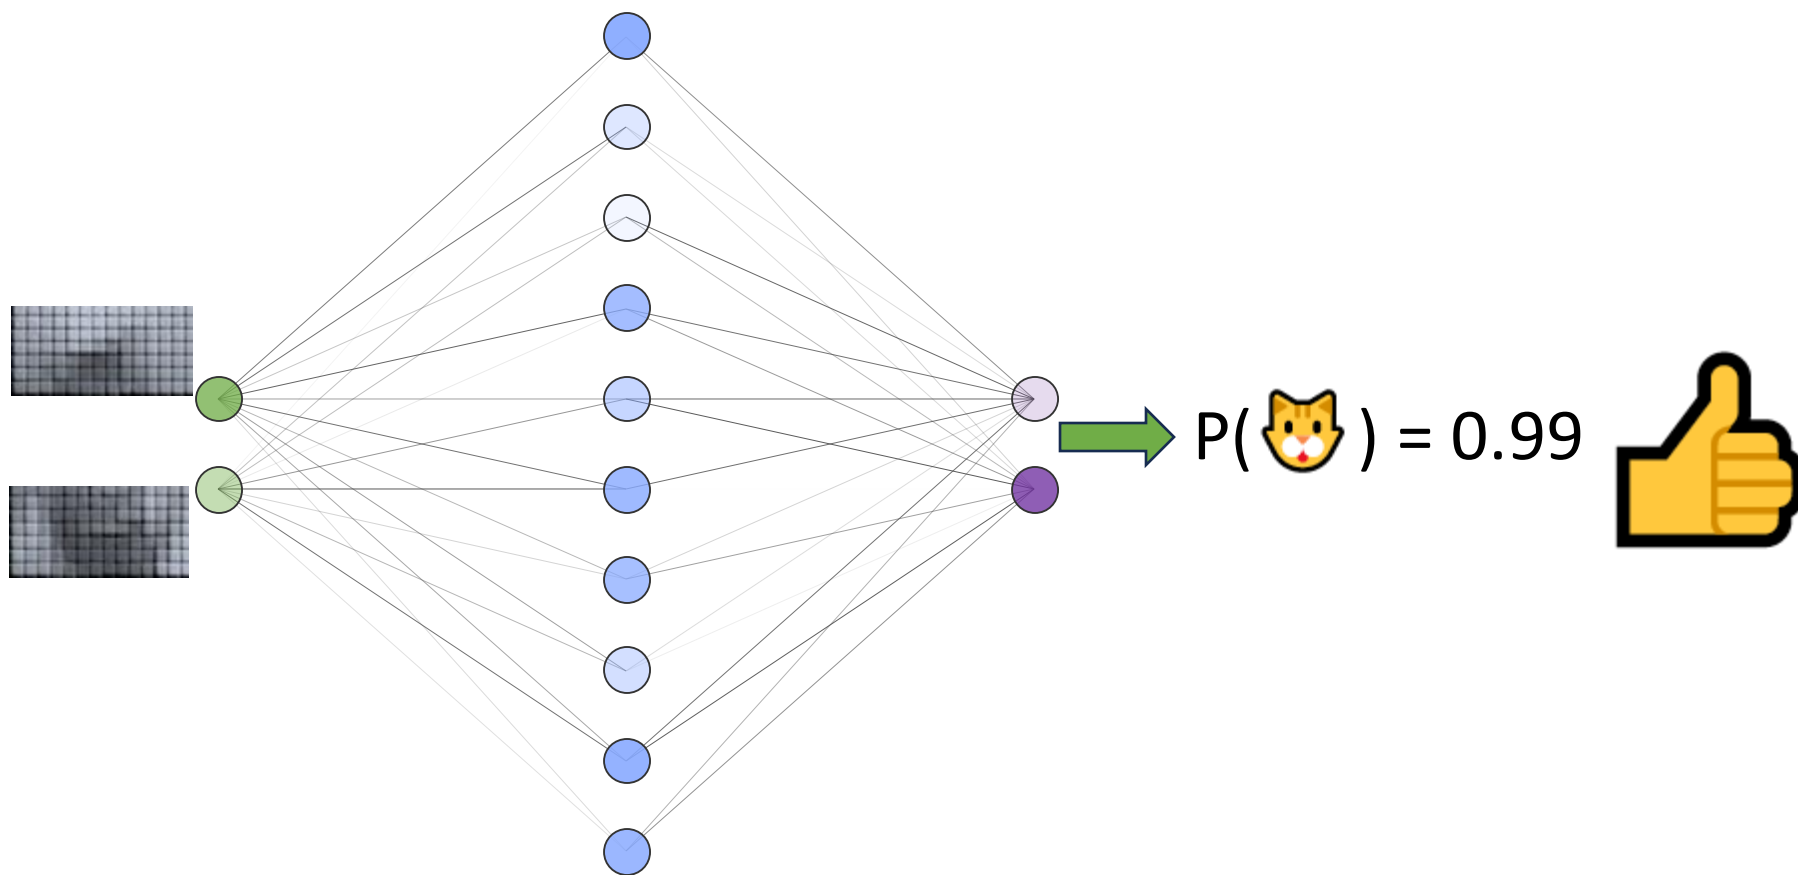 P(🐱) = 0.99